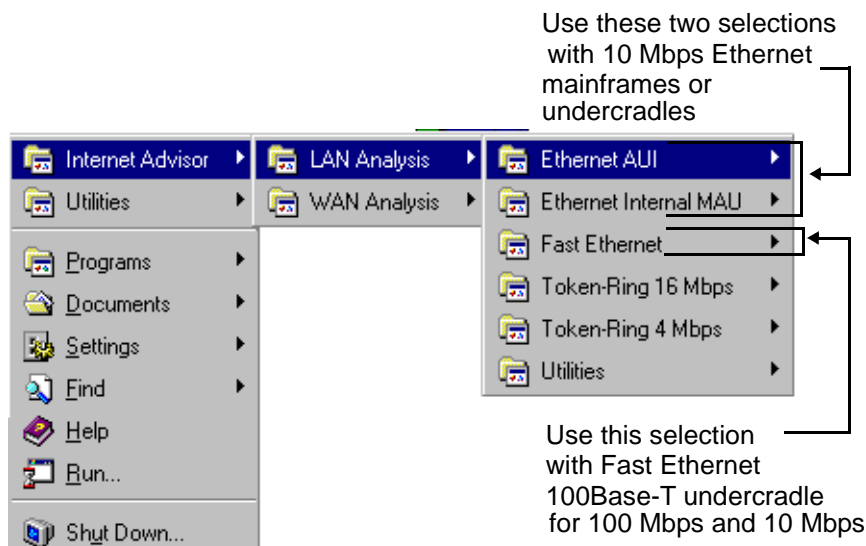 Use these two selections
with 10 Mbps Ethernet
mainframes or
undercradles
Internet Advisor
LAN Analysis
Ethernet AUI
Utilities
WAN Analysis
Ethernet Internal MAU
Fast Ethernet
Programs
Token-Ring 16 Mbps
Documents
Token-Ring 4 Mbps
Settings
Utilities
Find
Help
Run...
Shut Down...
Use this selection
with Fast Ethernet
100Base-T undercradle
for 100 Mbps and 10 Mbps